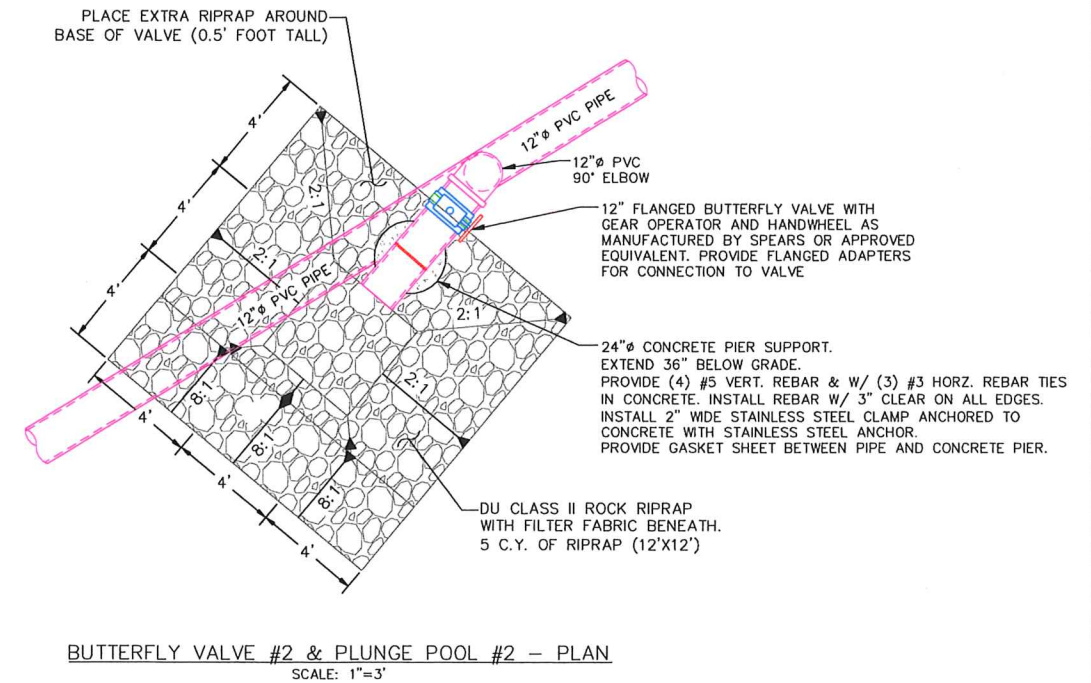 PLACE EXTRA RIPRAP AROUND
BASE OF VALVE (0.5' FOOT TALL)
4'
4'
4'
2:1
2:1
12"ø PVC PIPE
12"ø PVC PIPE
12"ø PVC
90° ELBOW
12" FLANGED BUTTERFLY VALVE WITH
GEAR OPERATOR AND HANDWHEEL AS
MANUFACTURED BY SPEARS OR APPROVED
EQUIVALENT. PROVIDE FLANGED ADAPTERS
FOR CONNECTION TO VALVE
2:1
2:1
24"ø CONCRETE PIER SUPPORT.
EXTEND 36" BELOW GRADE.
PROVIDE (4) #5 VERT. REBAR & W/ (3) #3 HORZ. REBAR TIES
IN CONCRETE. INSTALL REBAR W/ 3" CLEAR ON ALL EDGES.
INSTALL 2" WIDE STAINLESS STEEL CLAMP ANCHORED TO
CONCRETE WITH STAINLESS STEEL ANCHOR.
PROVIDE GASKET SHEET BETWEEN PIPE AND CONCRETE PIER.
8:1
8:1
8:1
4'
4'
4'
DU CLASS II ROCK RIPRAP
WITH FILTER FABRIC BENEATH.
5 C.Y. OF RIPRAP (12'X12')
BUTTERFLY VALVE #2 & PLUNGE POOL #2 – PLAN
SCALE: 1"=3'